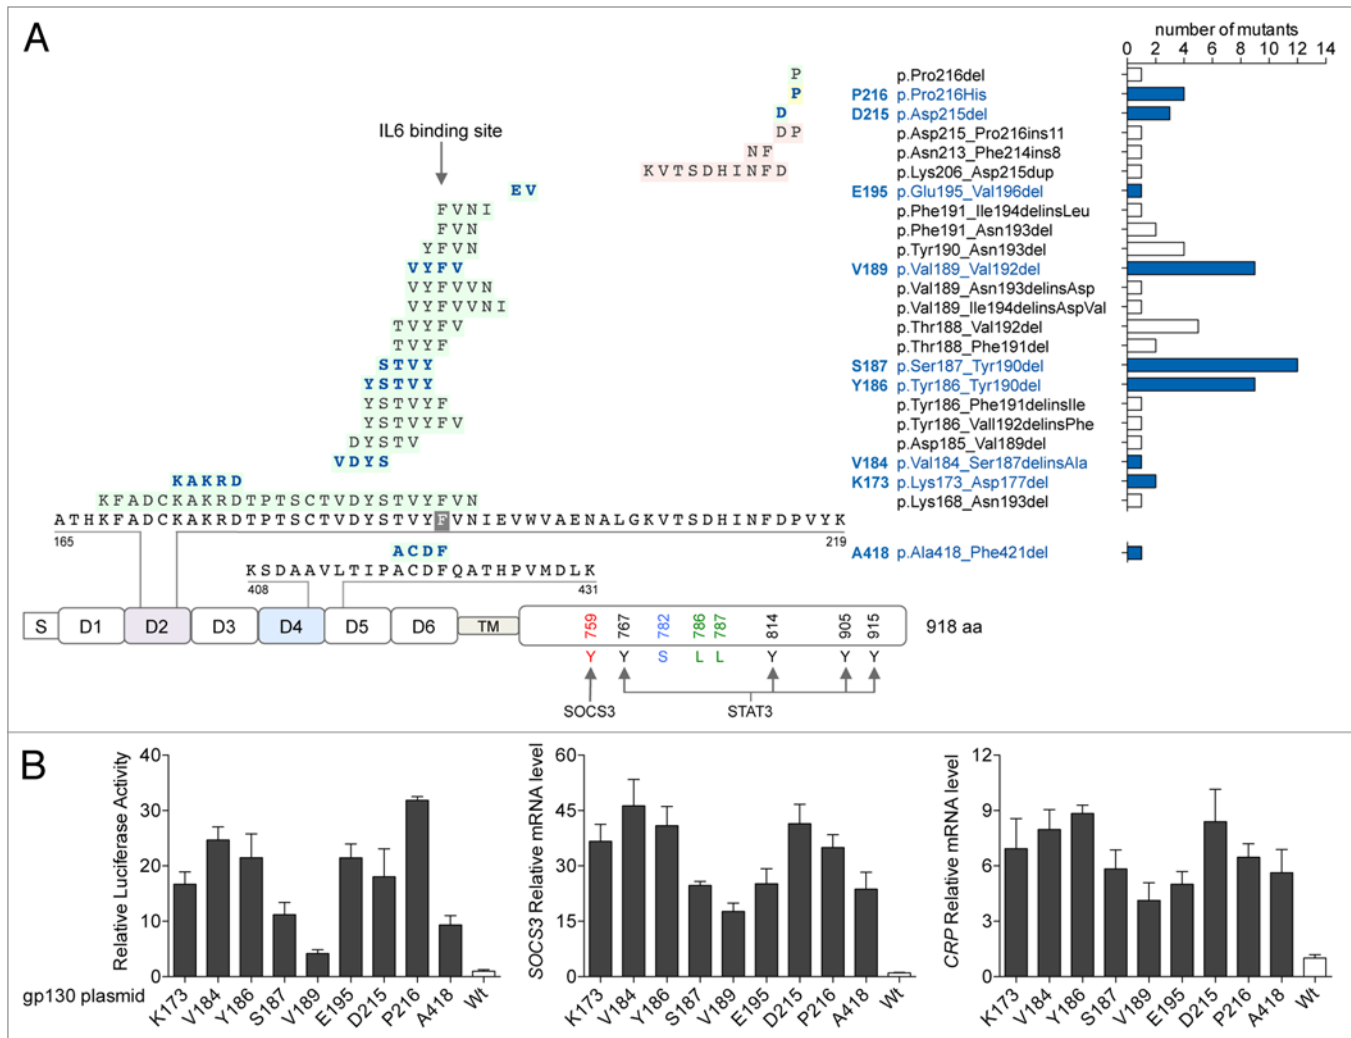 A
number of mutants
0 2 4 6 8 10 12 14
P p.Pro216del
P P216 p.Pro216His
D D215 p.Asp215del
DP p.Asp215_Pro216ins11
NF p.Asn213_Phe214ins8
KVTSDHINFD p.Lys206_Asp215dup
IL6 binding site
EV E195 p.Glu195_Val196del
FVNI p.Phe191_Ile194delinsLeu
FVN p.Phe191_Asn193del
YFVN p.Tyr190_Asn193del
VYFV V189 p.Val189_Val192del
VYFVVN p.Val189_Asn193delinsAsp
VYFVVNI p.Val189_Ile194delinsAspVal
TVYFV p.Thr188_Val192del
TVYF p.Thr188_Phe191del
STVY S187 p.Ser187_Tyr190del
YSTVY Y186 p.Tyr186_Tyr190del
YSTVYF p.Tyr186_Phe191delinsIle
YSTVYFV p.Tyr186_Vall192delinsPhe
DYSTV p.Asp185_Val189del
VDYS V184 p.Val184_Ser187delinsAla
KAKRD K173 p.Lys173_Asp177del
KFADCKAKRDTPTSCTVDYSTVYFVN p.Lys168_Asn193del
ATHKFADCKAKRDTPTSCTVDYSTVYFVNIEVWVAENALGKVTSDHINFDPVYK
165 219
ACDF A418 p.Ala418_Phe421del
KSDAAVLTIPACDFQATHPVMDLK
408 431
S D1 D2 D3 D4 D5 D6 TM 759 767 782 786 787 814 905 915 918 aa
Y Y S L L Y Y Y
SOCS3 STAT3
B
Relative Luciferase Activity
40
30
20
10
0
gp130 plasmid
K173 V184 Y186 S187 V189 E195 D215 P216 A418 Wt
SOCS3 Relative mRNA level
60
45
30
15
0
K173 V184 Y186 S187 V189 E195 D215 P216 A418 Wt
CRP Relative mRNA level
12
9
6
3
0
K173 V184 Y186 S187 V189 E195 D215 P216 A418 Wt